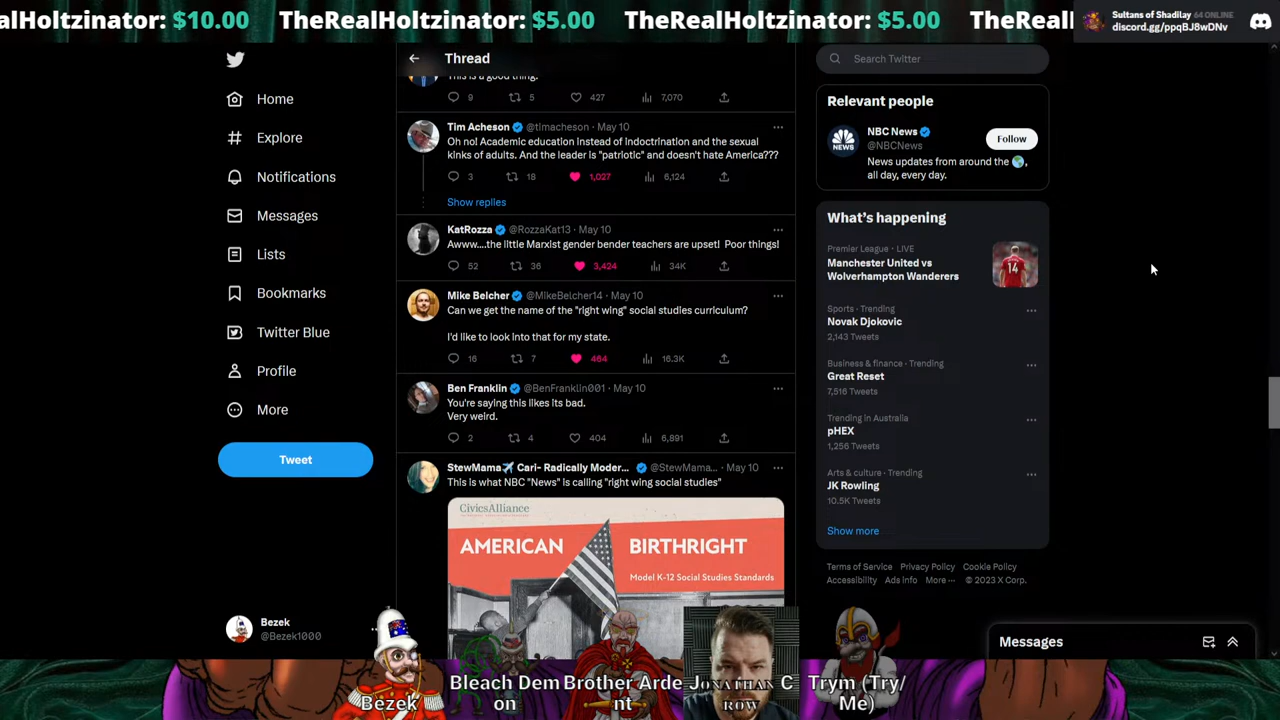 alHoltzinator: $10.00 TheRealHoltzinator: $5.00 TheRealHoltzinator: $5.00 TheReal
Sultans of Shadilay 64 ONLINE
discord.gg/ppqBJ8wDNv
Home
Explore
Notifications
Messages
Lists
Bookmarks
Twitter Blue
Profile
More
Tweet
Bezek
@Bezek1000
Thread
This is a good thing.
9 5 427 7,070
Tim Acheson @timacheson · May 10
Oh no! Academic education instead of indoctrination and the sexual
kinks of adults. And the leader is "patriotic" and doesn't hate America???
3 18 1,027 6,124
Show replies
KatRozza @RozzaKat13 · May 10
Awww....the little Marxist gender bender teachers are upset! Poor things!
52 36 3,424 34K
Mike Belcher @MikeBelcher14 · May 10
Can we get the name of the "right wing" social studies curriculum?
I'd like to look into that for my state.
16 7 464 16.3K
Ben Franklin @BenFranklin001 · May 10
You're saying this likes its bad.
Very weird.
2 4 404 6,891
StewMama Cari- Radically Moder... @StewMama... · May 10
This is what NBC "News" is calling "right wing social studies"
CivicsAlliance
AMERICAN BIRTHRIGHT
Model K-12 Social Studies Standards
Search Twitter
Relevant people
NBC News
@NBCNews
Follow
NEWS
News updates from around the
all day, every day.
What's happening
Premier League · LIVE
Manchester United vs
Wolverhampton Wanderers
14
Sports · Trending
Novak Djokovic
2,143 Tweets
Business & finance · Trending
Great Reset
7,516 Tweets
Trending in Australia
pHEX
1,256 Tweets
Arts & culture · Trending
JK Rowling
10.5K Tweets
Show more
Terms of Service Privacy Policy Cookie Policy
Accessibility Ads info More ··· © 2023 X Corp.
Messages
Bezek
Bleach Dem
on
Brother Arde
nt
Jonathan C
row
Trym (Try/
Me)